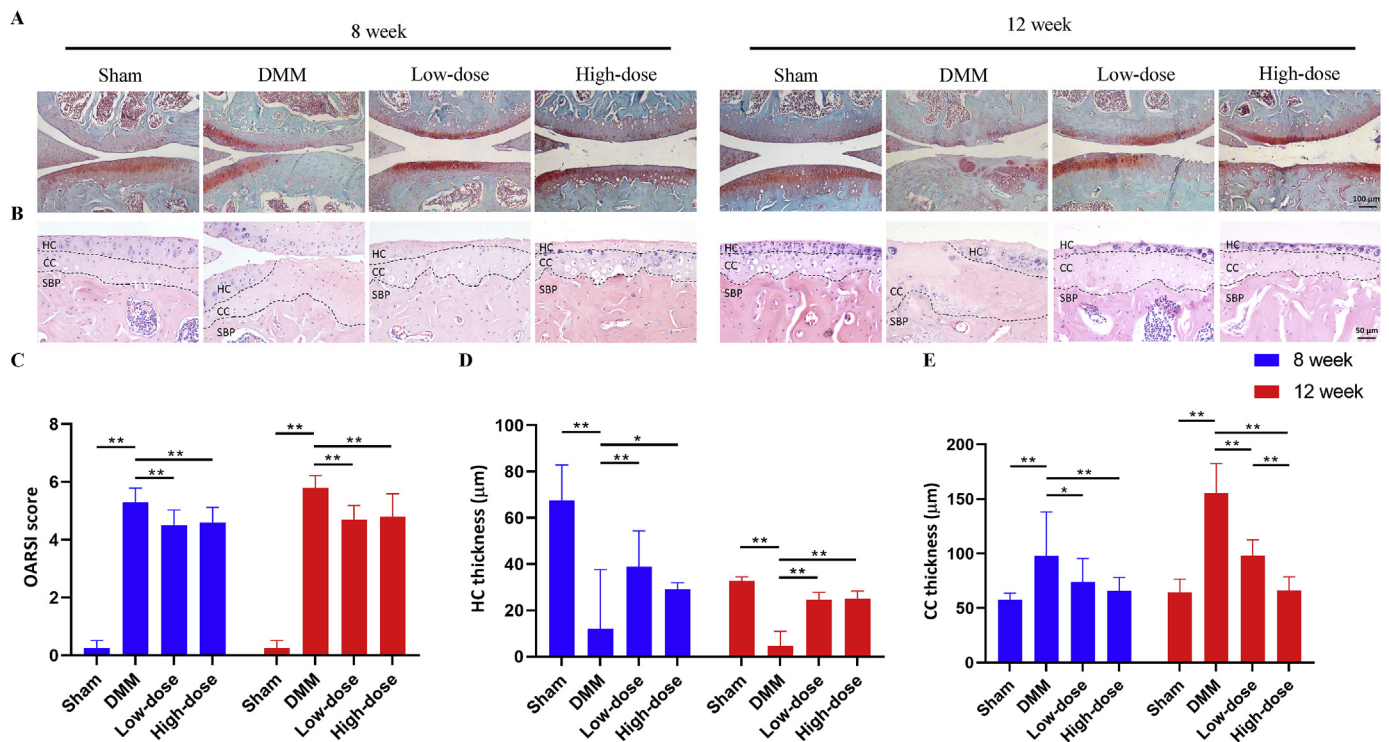 A
8 week
12 week
Sham DMM Low-dose High-dose Sham DMM Low-dose High-dose
100 μm
B
HC CC SBP HC CC SBP HC CC SBP HC CC SBP HC CC SBP HC CC SBP HC CC SBP HC CC SBP
50 μm
C D E
8 week
12 week
OARSI score
8
6
4
2
0
** ** ** ** ** **
Sham DMM Low-dose High-dose Sham DMM Low-dose High-dose
HC thickness (μm)
100
80
60
40
20
0
** * ** ** ** **
Sham DMM Low-dose High-dose Sham DMM Low-dose High-dose
CC thickness (μm)
200
150
100
50
0
** ** * ** ** ** **
Sham DMM Low-dose High-dose Sham DMM Low-dose High-dose